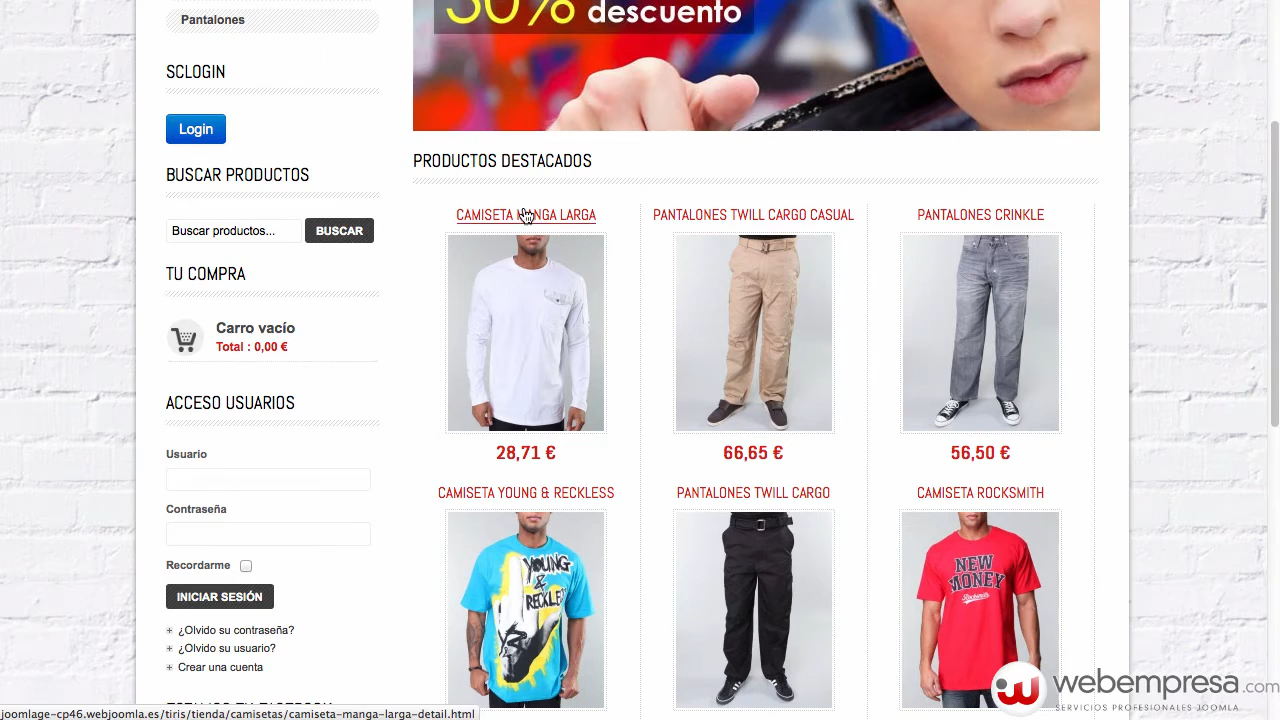 Pantalones
SCLOGIN
Login
BUSCAR PRODUCTOS
Buscar productos...
BUSCAR
TU COMPRA
Carro vacío
Total : 0,00 €
ACCESO USUARIOS
Usuario
Contraseña
Recordarme
INICIAR SESIÓN
¿Olvido su contraseña?
¿Olvido su usuario?
Crear una cuenta
50% descuento
PRODUCTOS DESTACADOS
CAMISETA MANGA LARGA
PANTALONES TWILL CARGO CASUAL
PANTALONES CRINKLE
28,71 €
66,65 €
56,50 €
CAMISETA YOUNG & RECKLESS
PANTALONES TWILL CARGO
CAMISETA ROCKSMITH
YOUNG
&
RECKLESS
NEW
MONEY
Rocksmith
webempresa.com
SERVICIOS PROFESIONALES JOOMLA
joomlage-cp46.webjoomla.es/tiris/tienda/camisetas/camiseta-manga-larga-detail.html